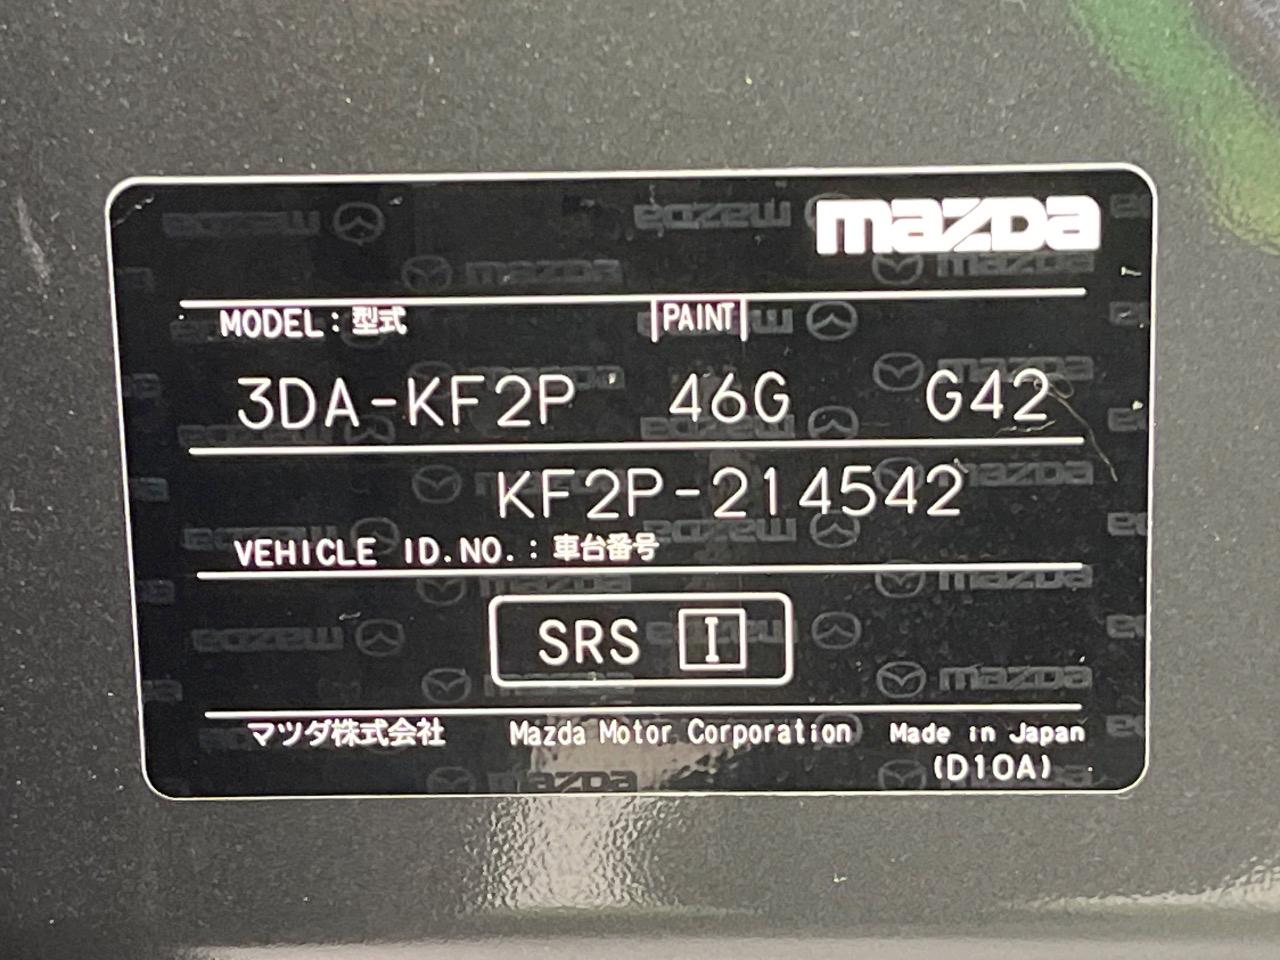 mazda
MODEL：型式 PAINT
3DA-KF2P 46G G42
KF2P-214542
VEHICLE ID.NO.：車台番号
SRS I
マツダ株式会社 Mazda Motor Corporation Made in Japan
(D10A)